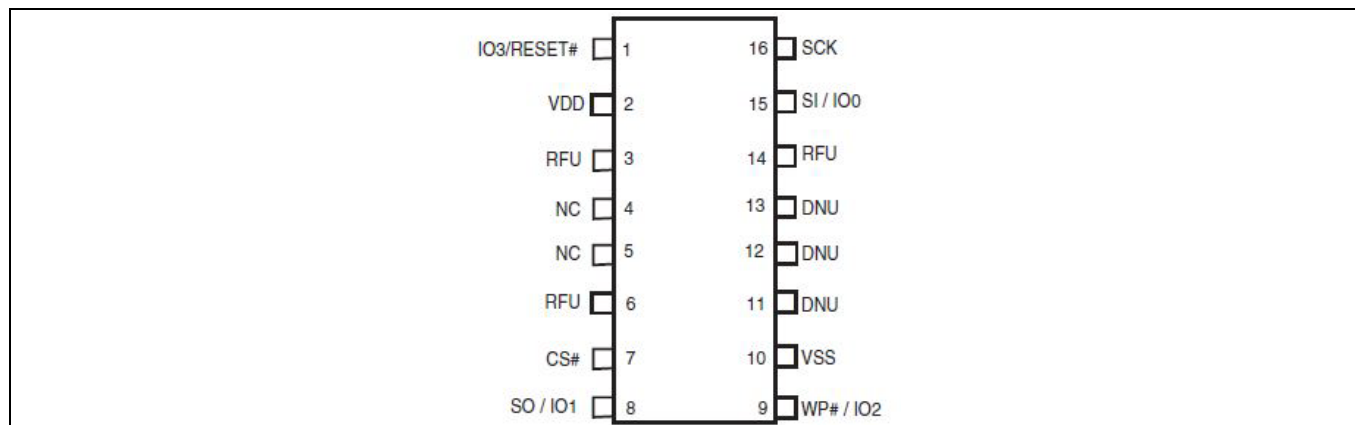 IO3/RESET# 1 16 SCK
VDD 2 15 SI / IO0
RFU 3 14 RFU
NC 4 13 DNU
NC 5 12 DNU
RFU 6 11 DNU
CS# 7 10 VSS
SO / IO1 8 9 WP# / IO2